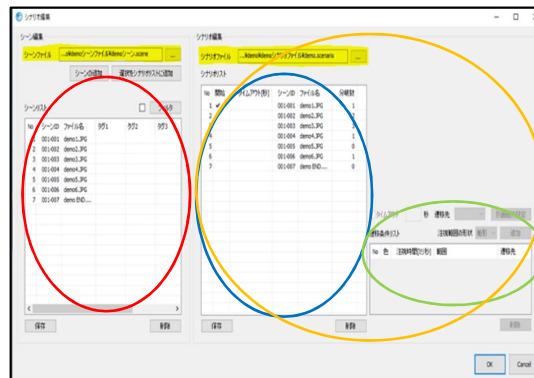 シナリオ編集
シーン編集
シーンファイル ...¥demoシーンファイル¥demoシーン.scene ...
シーンの追加 選択をシナリオリストに追加
シーンリスト
No シーンID ファイル名 タグ1 タグ2 タグ3
001-001 demo1.JPG
2 001-002 demo2.JPG
3 001-003 demo3.JPG
4 001-004 demo4.JPG
5 001-005 demo5.JPG
6 001-006 demo6.JPG
7 001-007 demo END....
保存 削除
シナリオ編集
シナリオファイル ...
シナリオリスト
No 開始 タイムアウト(秒) シーンID ファイル名 分岐数
1 ✔ 001-001 demo1.JPG
2 001-002 demo2.JPG
3 001-003 demo3.JPG 1
4 001-004 demo4.JPG 1
5 001-005 demo5.JPG 0
6 001-006 demo6.JPG 1
7 001-007 demo END.... 0
保存 削除
タイムアウト 秒 遷移先
遷移条件リスト 注視範囲の形状 矩形 追加
No 色 注視時間[ミリ秒] 範囲 遷移先
削除
OK Cancel